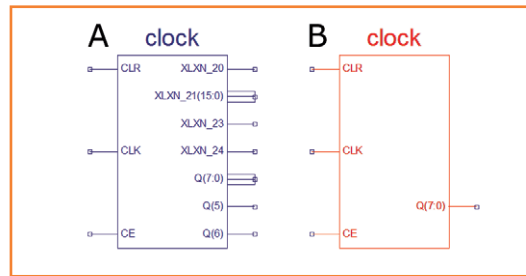 A clock
CLR XLXN_20
XLXN_21(15:0)
XLXN_23
CLK XLXN_24
Q(7:0)
Q(5)
CE Q(6)
B clock
CLR
CLK
Q(7:0)
CE